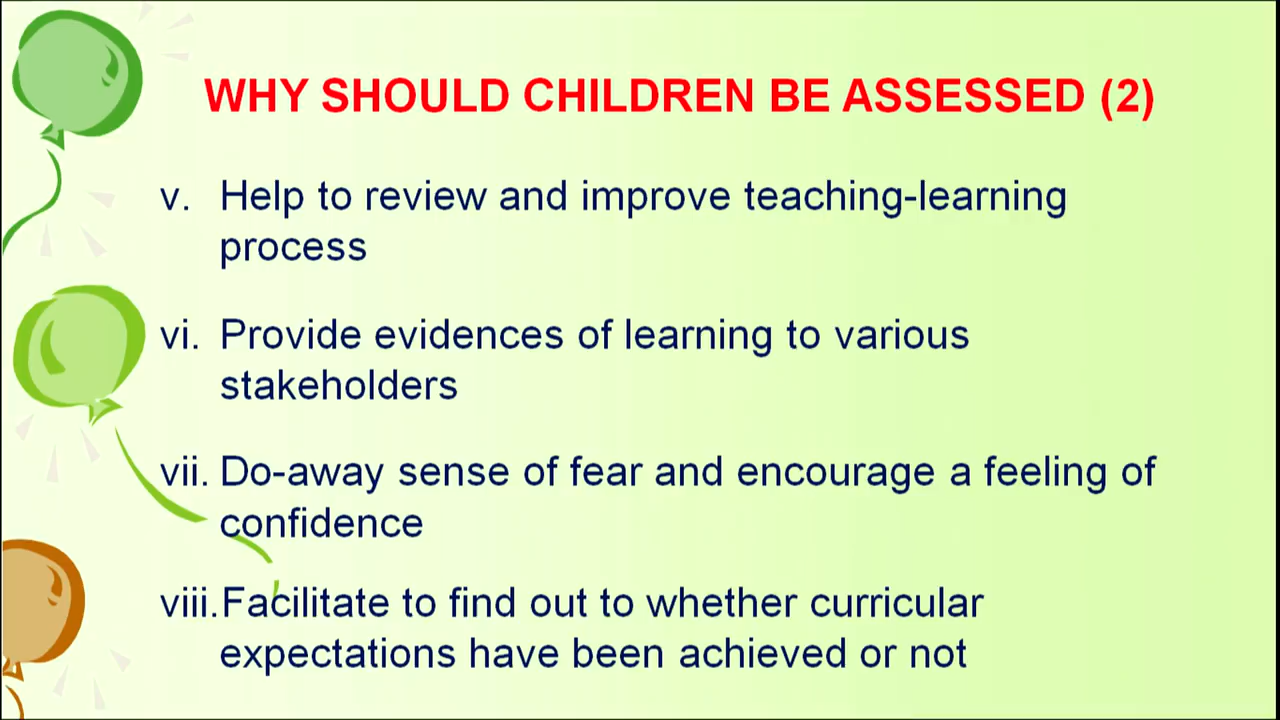 WHY SHOULD CHILDREN BE ASSESSED (2)
v. Help to review and improve teaching-learning
process
vi. Provide evidences of learning to various
stakeholders
vii. Do-away sense of fear and encourage a feeling of
confidence
viii. Facilitate to find out to whether curricular
expectations have been achieved or not